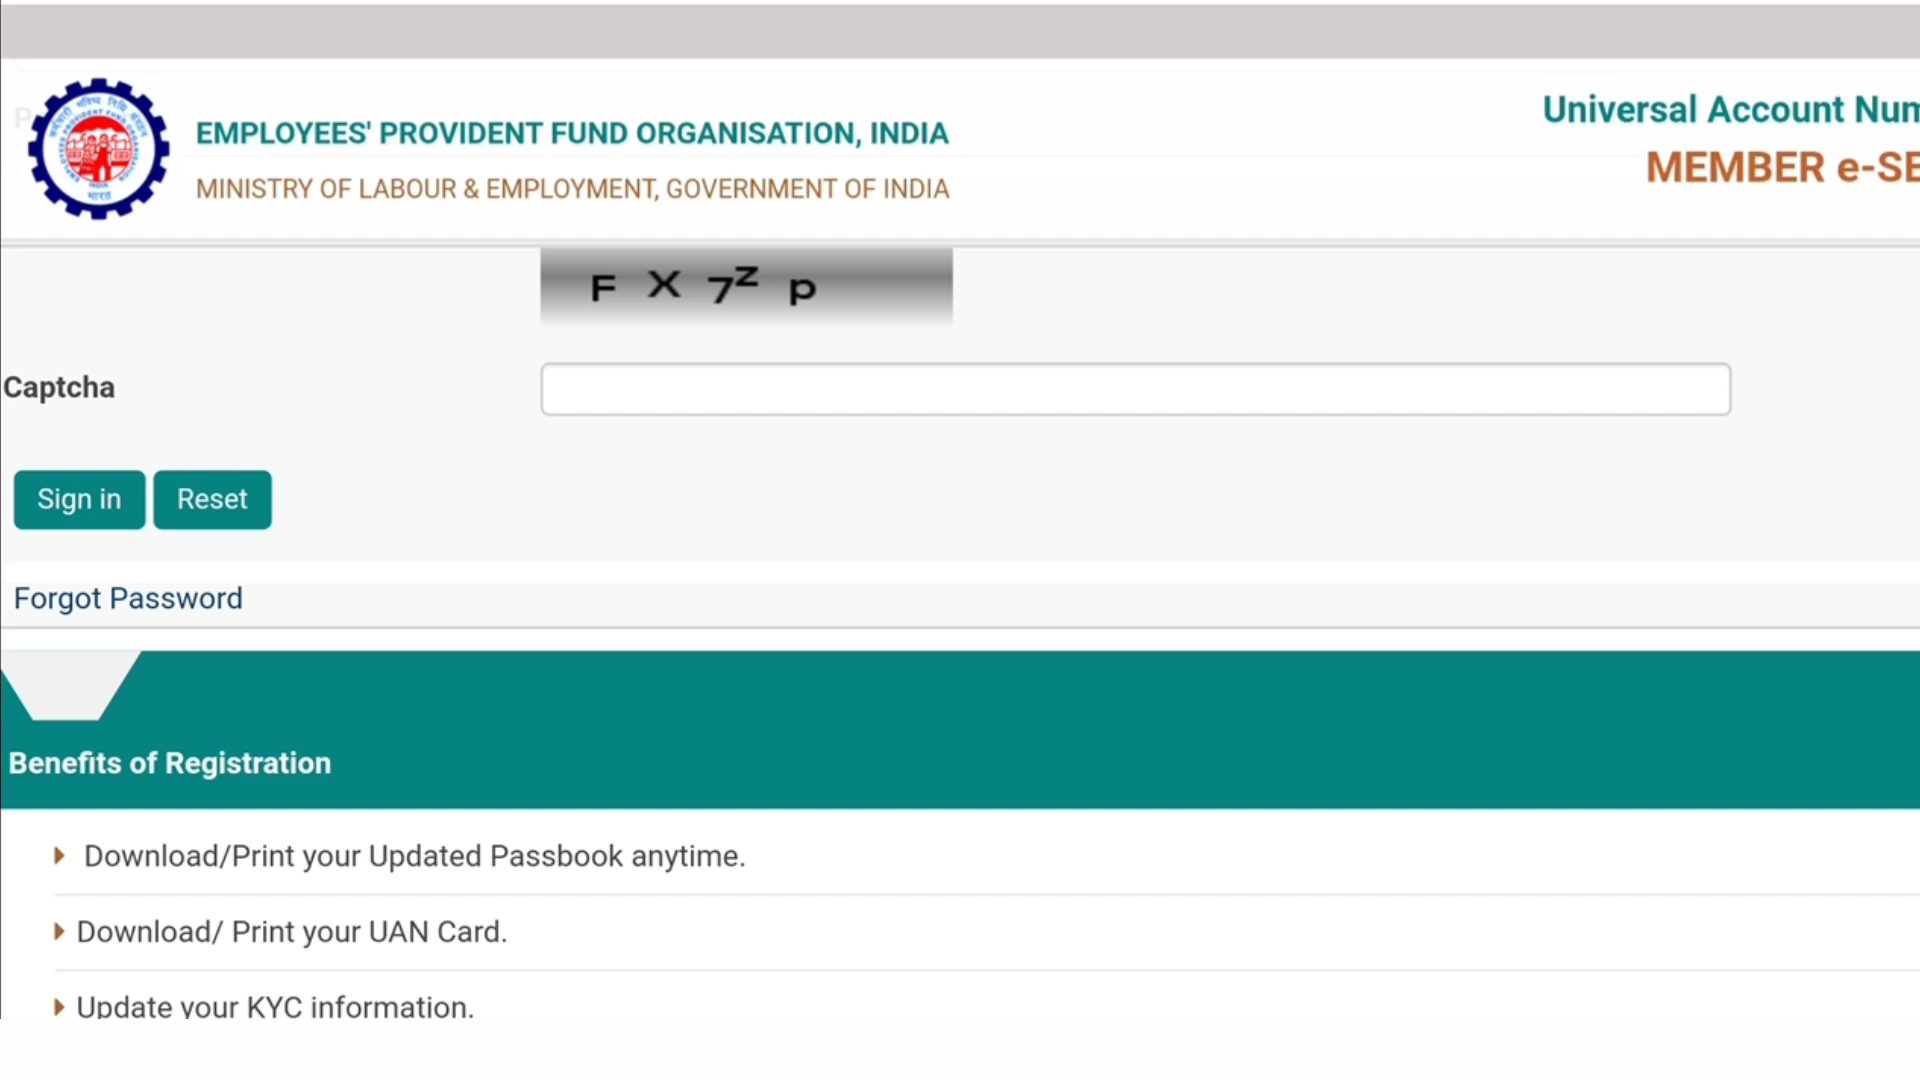 EMPLOYEES' PROVIDENT FUND ORGANISATION, INDIA
MINISTRY OF LABOUR & EMPLOYMENT, GOVERNMENT OF INDIA
Universal Account Num
MEMBER e-SE
F X 7 z p
Captcha
Sign in Reset
Forgot Password
Benefits of Registration
Download/Print your Updated Passbook anytime.
Download/ Print your UAN Card.
Update your KYC information.